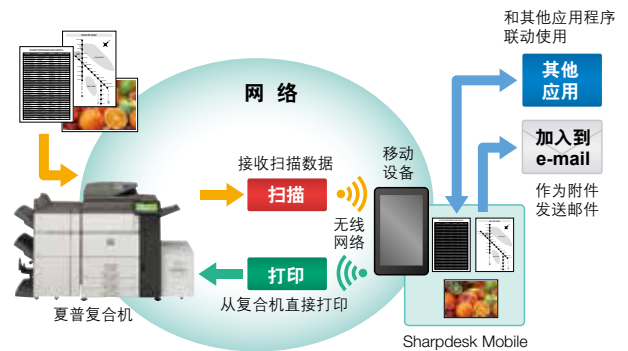 和其他应用程序
联动使用
其他
应用
网 络
加入到
e-mail
作为附件
发送邮件
移动
设备
接收扫描数据
扫描
无线
网络
打印
从复合机直接打印
夏普复合机
Sharpdesk Mobile